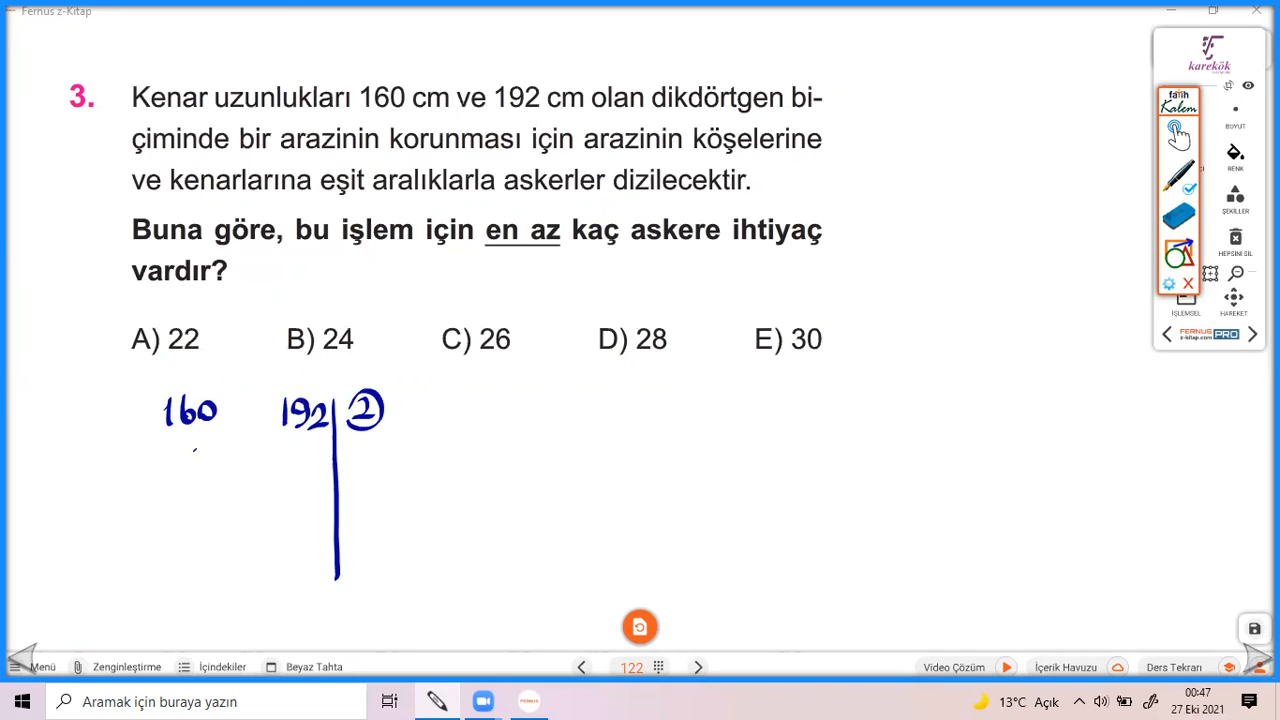 Fernus z-Kitap
karekök
fatih
Kalem
BÜYÜT
RENK
ŞEKİLLER
HEPSİNİ SİL
İŞLEMSEL
HAREKET
FERNUS
z-kitap.com PRO
3. Kenar uzunlukları 160 cm ve 192 cm olan dikdörtgen bi-
çiminde bir arazinin korunması için arazinin köşelerine
ve kenarlarına eşit aralıklarla askerler dizilecektir.
Buna göre, bu işlem için en az kaç askere ihtiyaç
vardır?
A) 22 B) 24 C) 26 D) 28 E) 30
160 192 2
Menü Zenginleştirme İçindekiler Beyaz Tahta 122 Video Çözüm İçerik Havuzu Ders Tekrarı
Aramak için buraya yazın
FERNUS
13°C Açık
00:47
27 Eki 2021